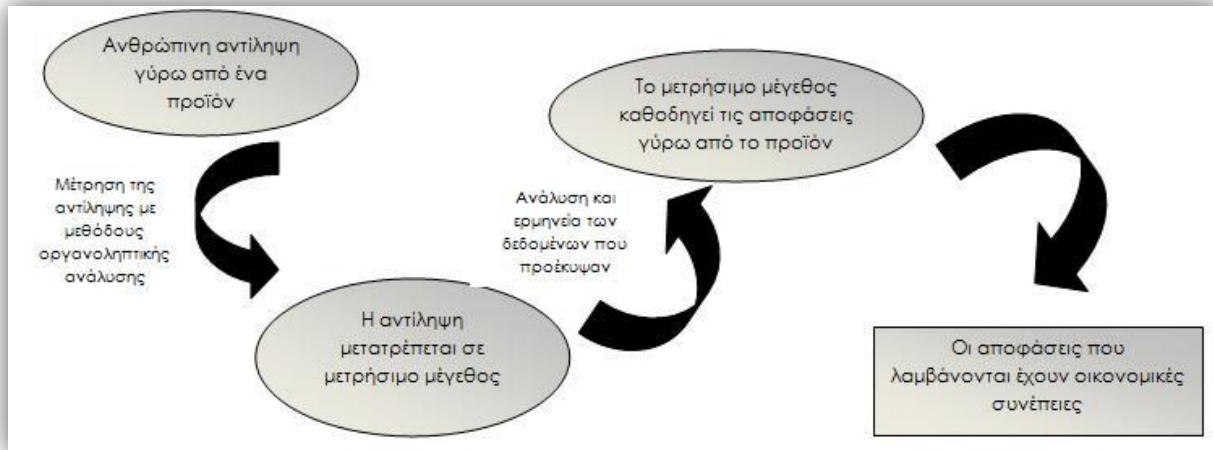 Ανθρώπινη αντίληψη
γύρω από ένα
προϊόν
Μέτρηση της
αντίληψης με
μεθόδους
οργανοληπτικής
ανάλυσης
Η αντίληψη
μετατρέπεται σε
μετρήσιμο μέγεθος
Ανάλυση και
ερμηνεία των
δεδομένων που
προέκυψαν
Το μετρήσιμο μέγεθος
καθοδηγεί τις αποφάσεις
γύρω από το προϊόν
Οι αποφάσεις που
λαμβάνονται έχουν οικονομικές
συνέπειες